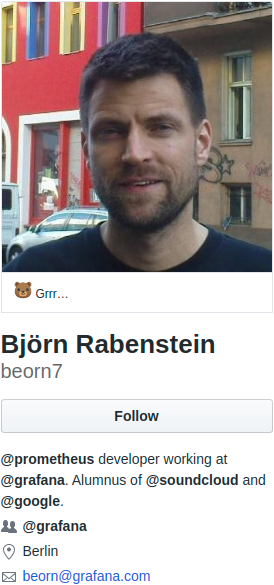 Grrr…
Björn Rabenstein
beorn7
Follow
@prometheus developer working at
@grafana. Alumnus of @soundcloud and
@google.
@grafana
Berlin
beorn@grafana.com